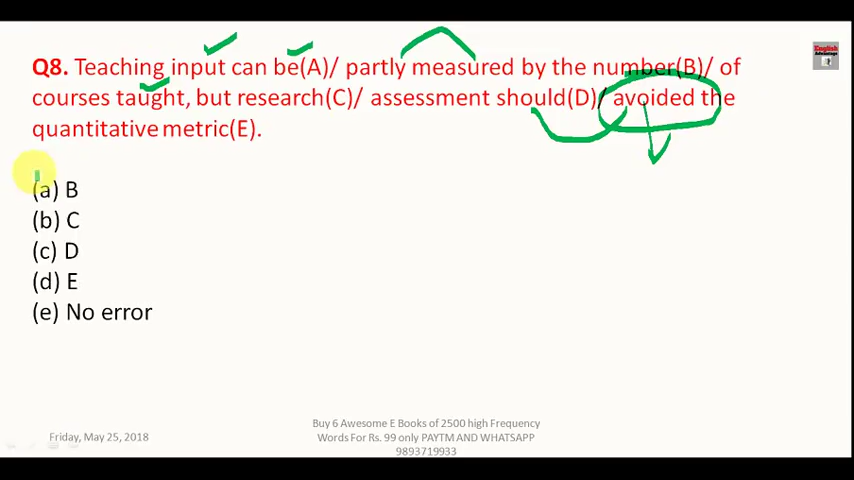 English
Advantage
Q8. Teaching input can be(A)/ partly measured by the number(B)/ of
courses taught, but research(C)/ assessment should(D)/ avoided the
quantitative metric(E).
(a) B
(b) C
(c) D
(d) E
(e) No error
Friday, May 25, 2018
Buy 6 Awesome E Books of 2500 high Frequency
Words For Rs. 99 only PAYTM AND WHATSAPP
9893719933